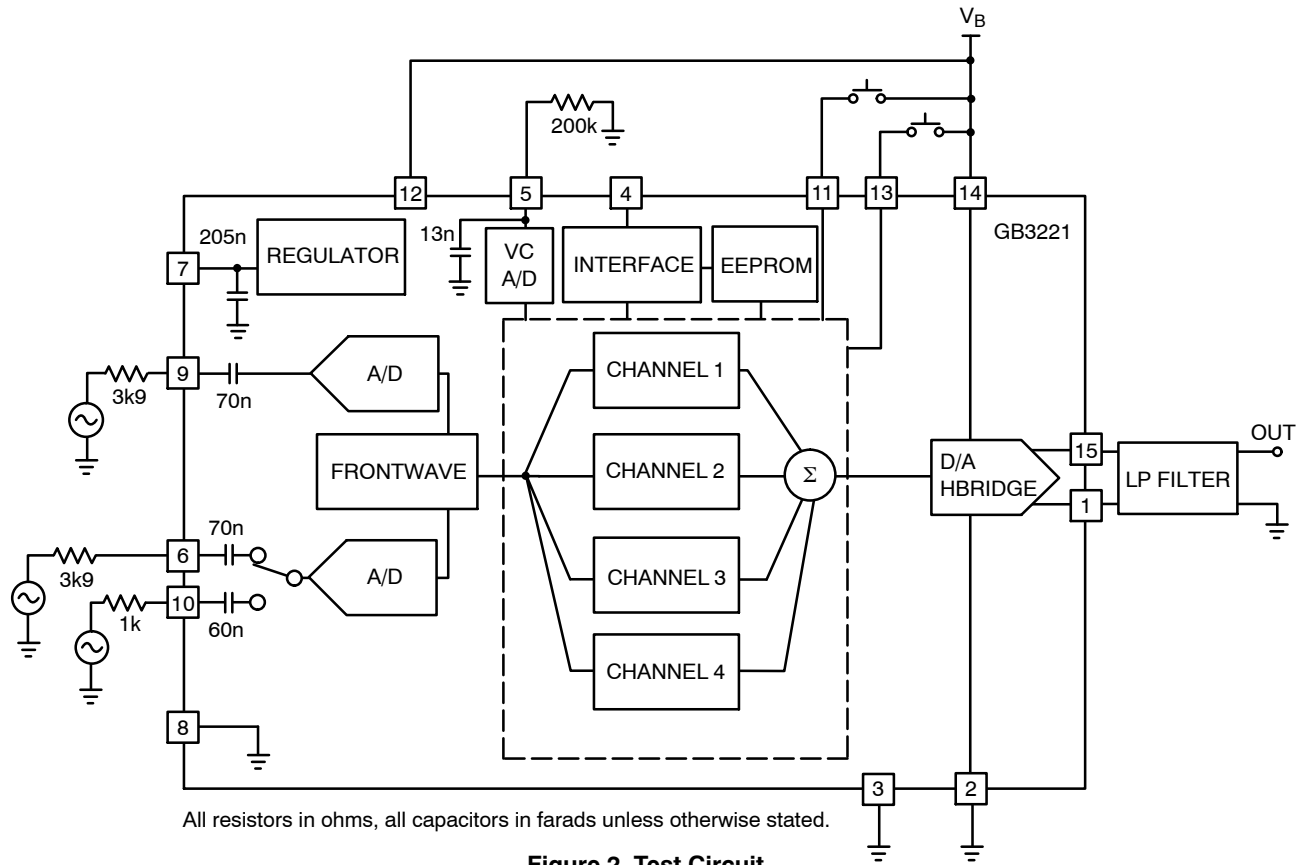 VB
200k
12
5
4
11
13
14
GB3221
205n
REGULATOR
13n
VC
A/D
INTERFACE
EEPROM
7
9
3k9
70n
A/D
CHANNEL 1
FRONTWAVE
CHANNEL 2
Σ
D/A
HBRIDGE
15
1
LP FILTER
OUT
6
3k9
70n
10
1k
60n
A/D
CHANNEL 3
CHANNEL 4
8
3
2
All resistors in ohms, all capacitors in farads unless otherwise stated.
Figure 2. Test Circuit